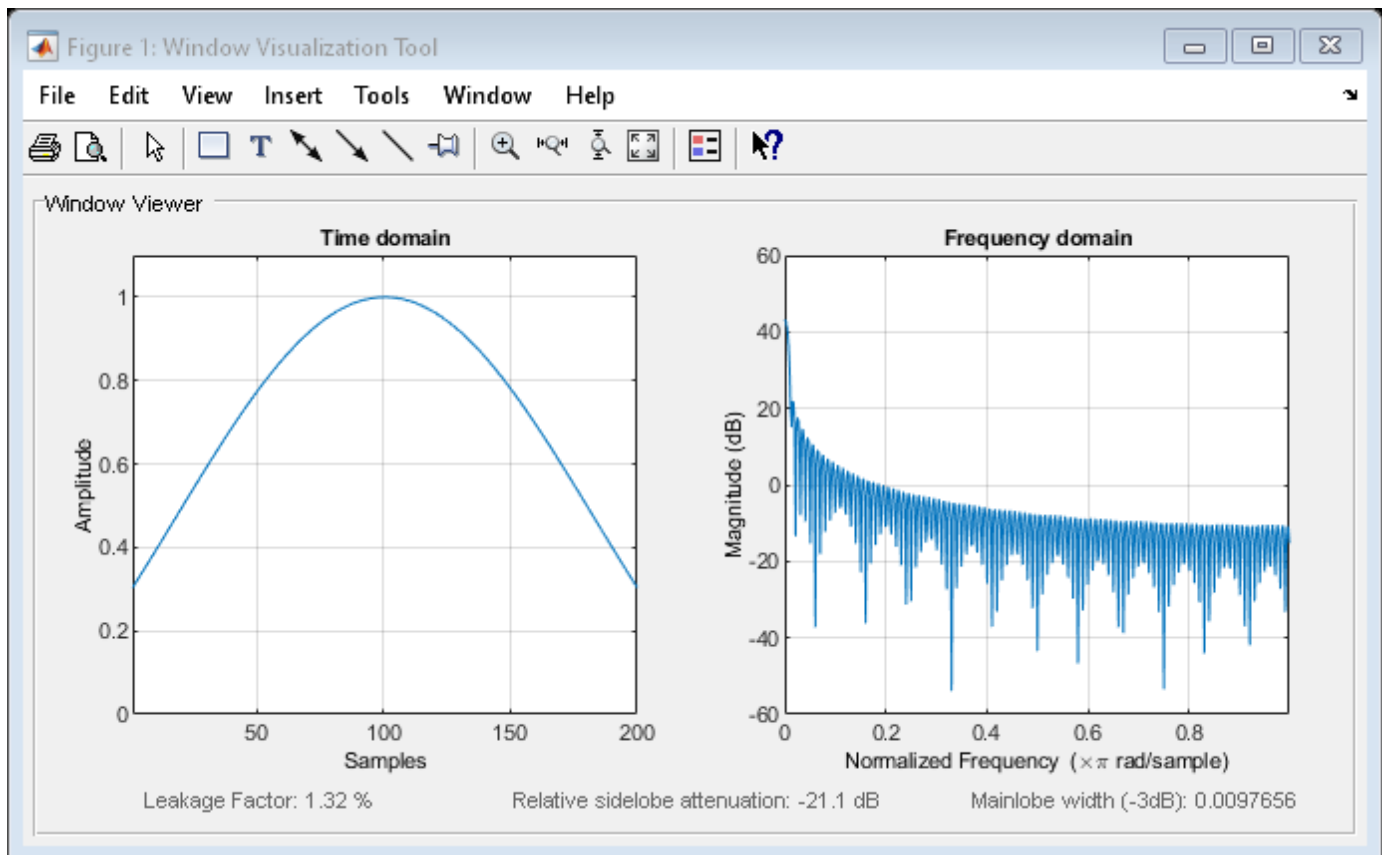 Figure 1: Window Visualization Tool
File Edit View Insert Tools Window Help
T
?
Window Viewer
Time domain
1
0.8
0.6
0.4
0.2
0
Amplitude
50 100 150 200
Samples
Frequency domain
60
40
20
0
-20
-40
-60
Magnitude (dB)
0 0.2 0.4 0.6 0.8
Normalized Frequency (×π rad/sample)
Leakage Factor: 1.32 % Relative sidelobe attenuation: -21.1 dB Mainlobe width (-3dB): 0.0097656